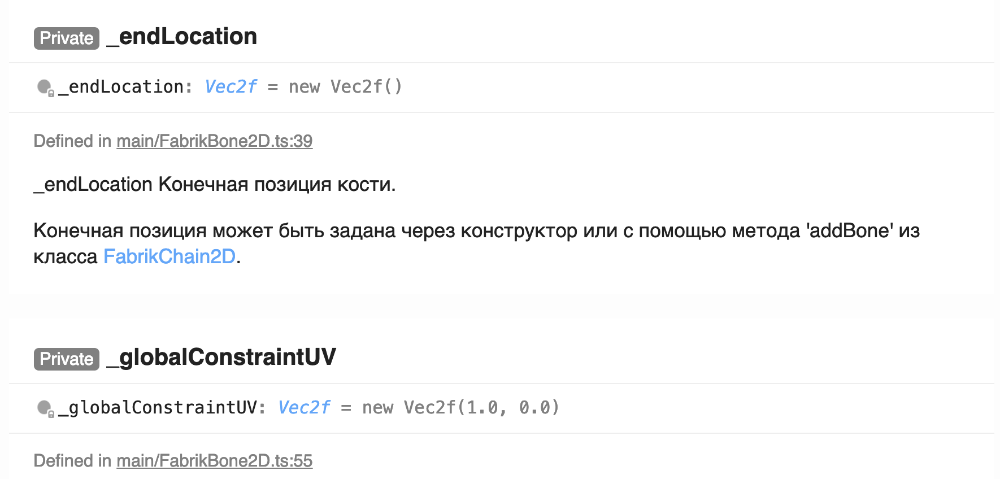 Private _endLocation
_endLocation: Vec2f = new Vec2f()
Defined in main/FabrikBone2D.ts:39
_endLocation Конечная позиция кости.
Конечная позиция может быть задана через конструктор или с помощью метода 'addBone' из
класса FabrikChain2D.
Private _globalConstraintUV
_globalConstraintUV: Vec2f = new Vec2f(1.0, 0.0)
Defined in main/FabrikBone2D.ts:55